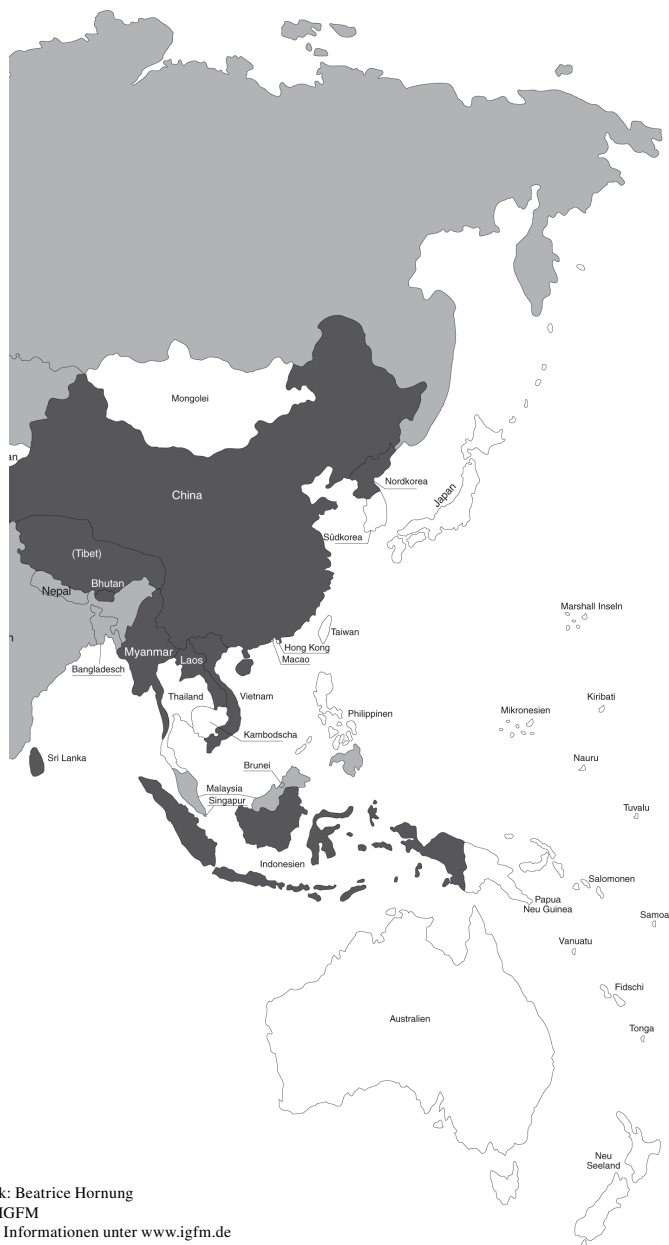 Mongolei
an
China
Nordkorea
Japan
Südkorea
(Tibet)
Bhutan
Nepal
Marshall Inseln
n
Taiwan
Hong Kong
Macao
Myanmar
Laos
Bangladesch
Thailand
Vietnam
Kiribati
Philippinen
Mikronesien
Kambodscha
Sri Lanka
Brunei
Nauru
Malaysia
Singapur
Tuvalu
Indonesien
Salomonen
Papua
Neu Guinea
Samoa
Vanuatu
Fidschi
Australien
Tonga
Neu
Seeland
k: Beatrice Hornung
IGFM
Informationen unter www.igfm.de